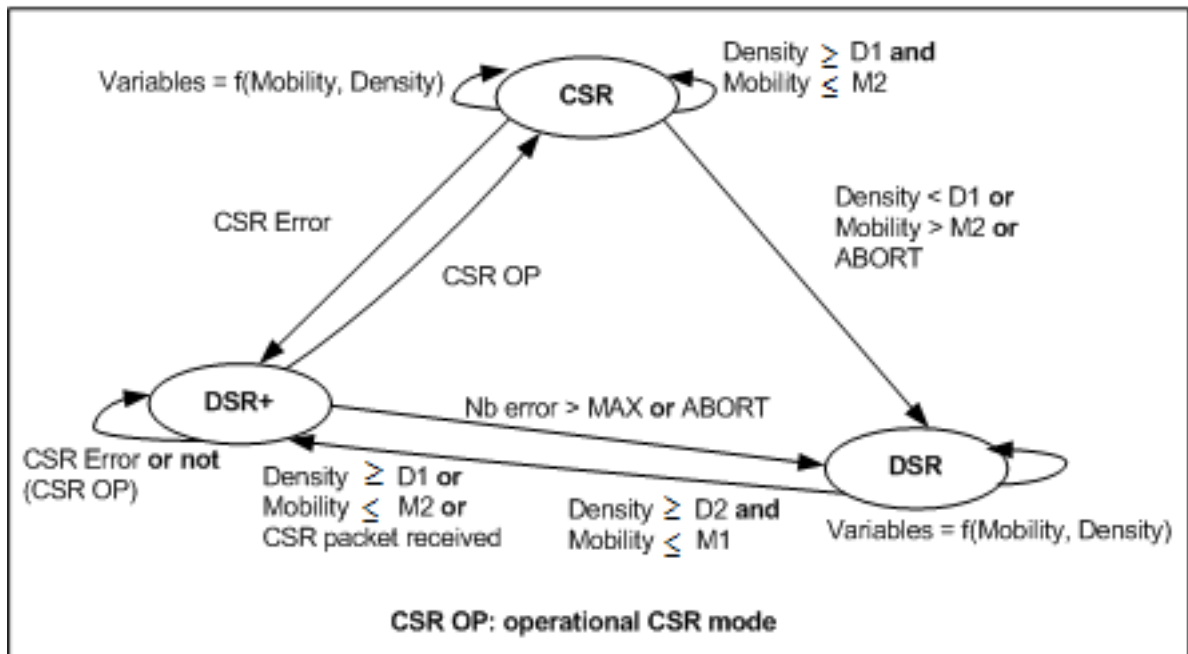 Variables = f(Mobility, Density)
CSR
Density ≥ D1 and
Mobility ≤ M2
CSR Error
CSR OP
Density < D1 or
Mobility > M2 or
ABORT
DSR+
Nb error > MAX or ABORT
DSR
CSR Error or not
(CSR OP)
Density ≥ D1 or
Mobility ≤ M2 or
CSR packet received
Density ≥ D2 and
Mobility ≤ M1
Variables = f(Mobility, Density)
CSR OP: operational CSR mode